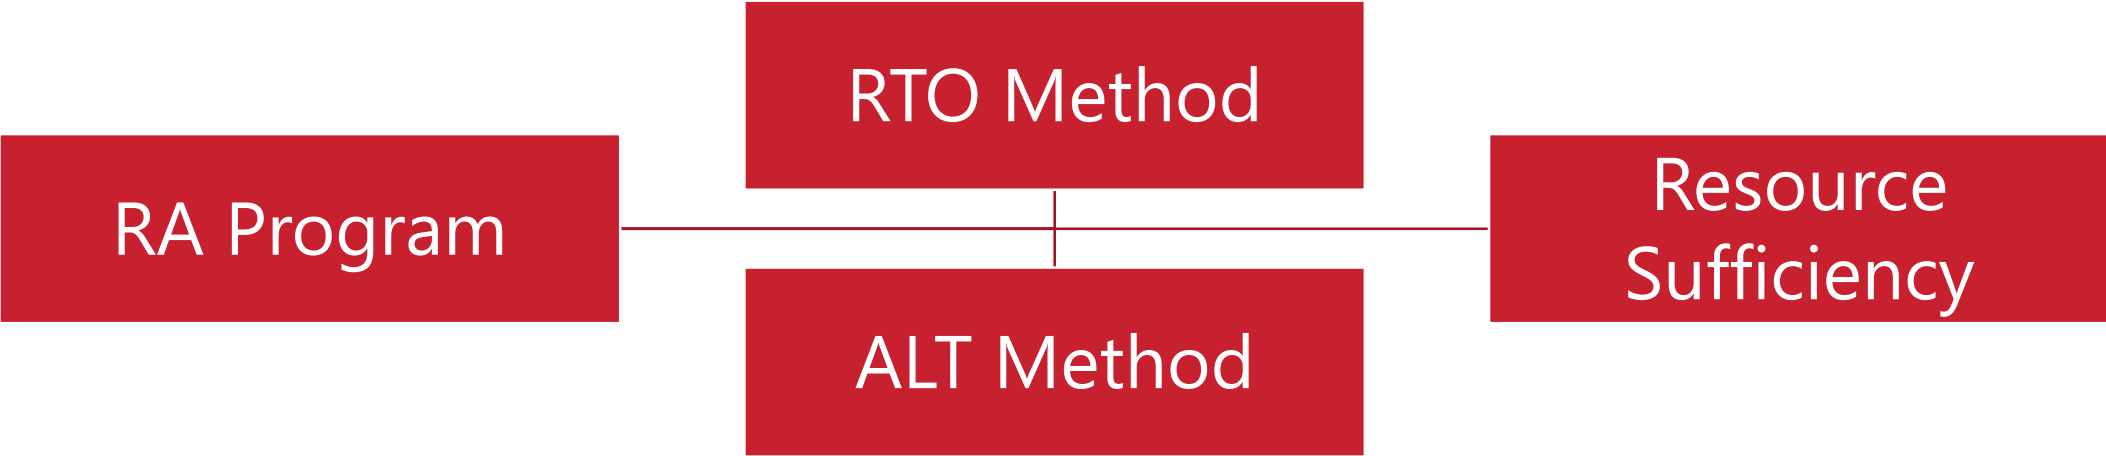 RA Program
RTO Method
ALT Method
Resource
Sufficiency